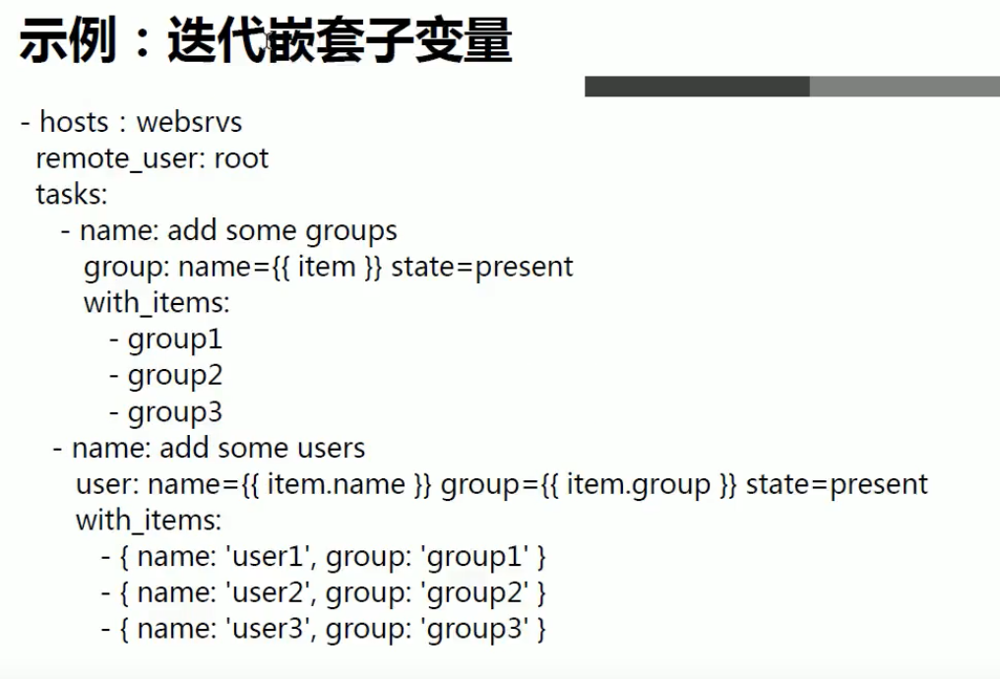 示例：迭代嵌套子变量
- hosts：websrvs
remote_user: root
tasks:
- name: add some groups
group: name={{ item }} state=present
with_items:
- group1
- group2
- group3
- name: add some users
user: name={{ item.name }} group={{ item.group }} state=present
with_items:
- { name: 'user1', group: 'group1' }
- { name: 'user2', group: 'group2' }
- { name: 'user3', group: 'group3' }